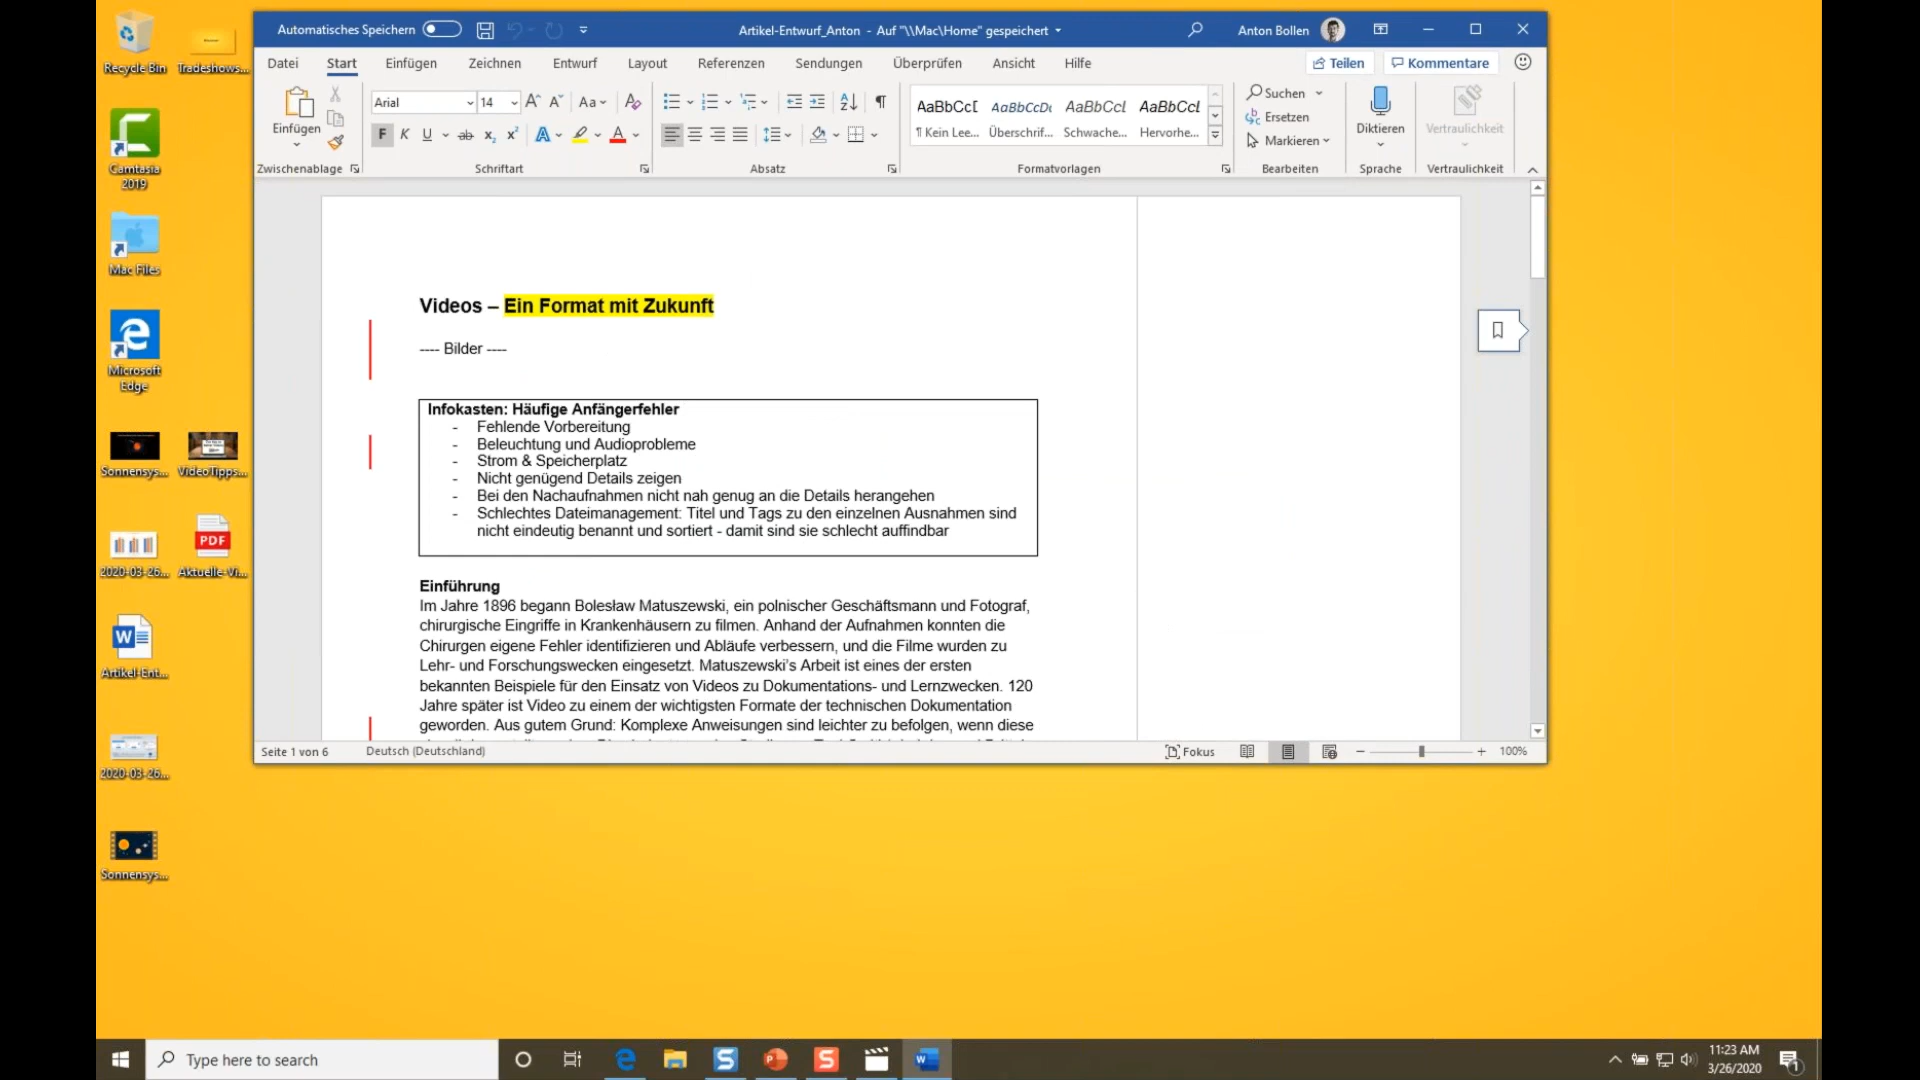 Automatisches Speichern
Artikel-Entwurf_Anton - Auf "\\Mac\Home" gespeichert
Anton Bollen
Datei Start Einfügen Zeichnen Entwurf Layout Referenzen Sendungen Überprüfen Ansicht Hilfe Teilen Kommentare
Einfügen
Arial 14 A A Aa A
F K U ab x₂ x² A A
AaBbCcI AaBbCcDc AaBbCcL AaBbCcL
¶ Kein Lee... Überschrif... Schwache... Hervorhe...
Suchen
Ersetzen
Markieren
Diktieren
Vertraulichkeit
Zwischenablage Schriftart Absatz Formatvorlagen Bearbeiten Sprache Vertraulichkeit
Videos – Ein Format mit Zukunft
---- Bilder ----
Infokasten: Häufige Anfängerfehler
- Fehlende Vorbereitung
- Beleuchtung und Audioprobleme
- Strom & Speicherplatz
- Nicht genügend Details zeigen
- Bei den Nachaufnahmen nicht nah genug an die Details herangehen
- Schlechtes Dateimanagement: Titel und Tags zu den einzelnen Ausnahmen sind
nicht eindeutig benannt und sortiert - damit sind sie schlecht auffindbar
Einführung
Im Jahre 1896 begann Bolesław Matuszewski, ein polnischer Geschäftsmann und Fotograf,
chirurgische Eingriffe in Krankenhäusern zu filmen. Anhand der Aufnahmen konnten die
Chirurgen eigene Fehler identifizieren und Abläufe verbessern, und die Filme wurden zu
Lehr- und Forschungswecken eingesetzt. Matuszewski's Arbeit ist eines der ersten
bekannten Beispiele für den Einsatz von Videos zu Dokumentations- und Lernzwecken. 120
Jahre später ist Video zu einem der wichtigsten Formate der technischen Dokumentation
geworden. Aus gutem Grund: Komplexe Anweisungen sind leichter zu befolgen, wenn diese
Seite 1 von 6 Deutsch (Deutschland) Fokus 100%
Recycle Bin Tradeshows...
Camtasia
2019
Mac Files
Microsoft
Edge
Sonnensys... VideoTipps...
PDF
2020-03-26... Aktuelle-Vi...
Artikel-Ent...
2020-03-26...
Sonnensys...
Type here to search
11:23 AM
3/26/2020
1